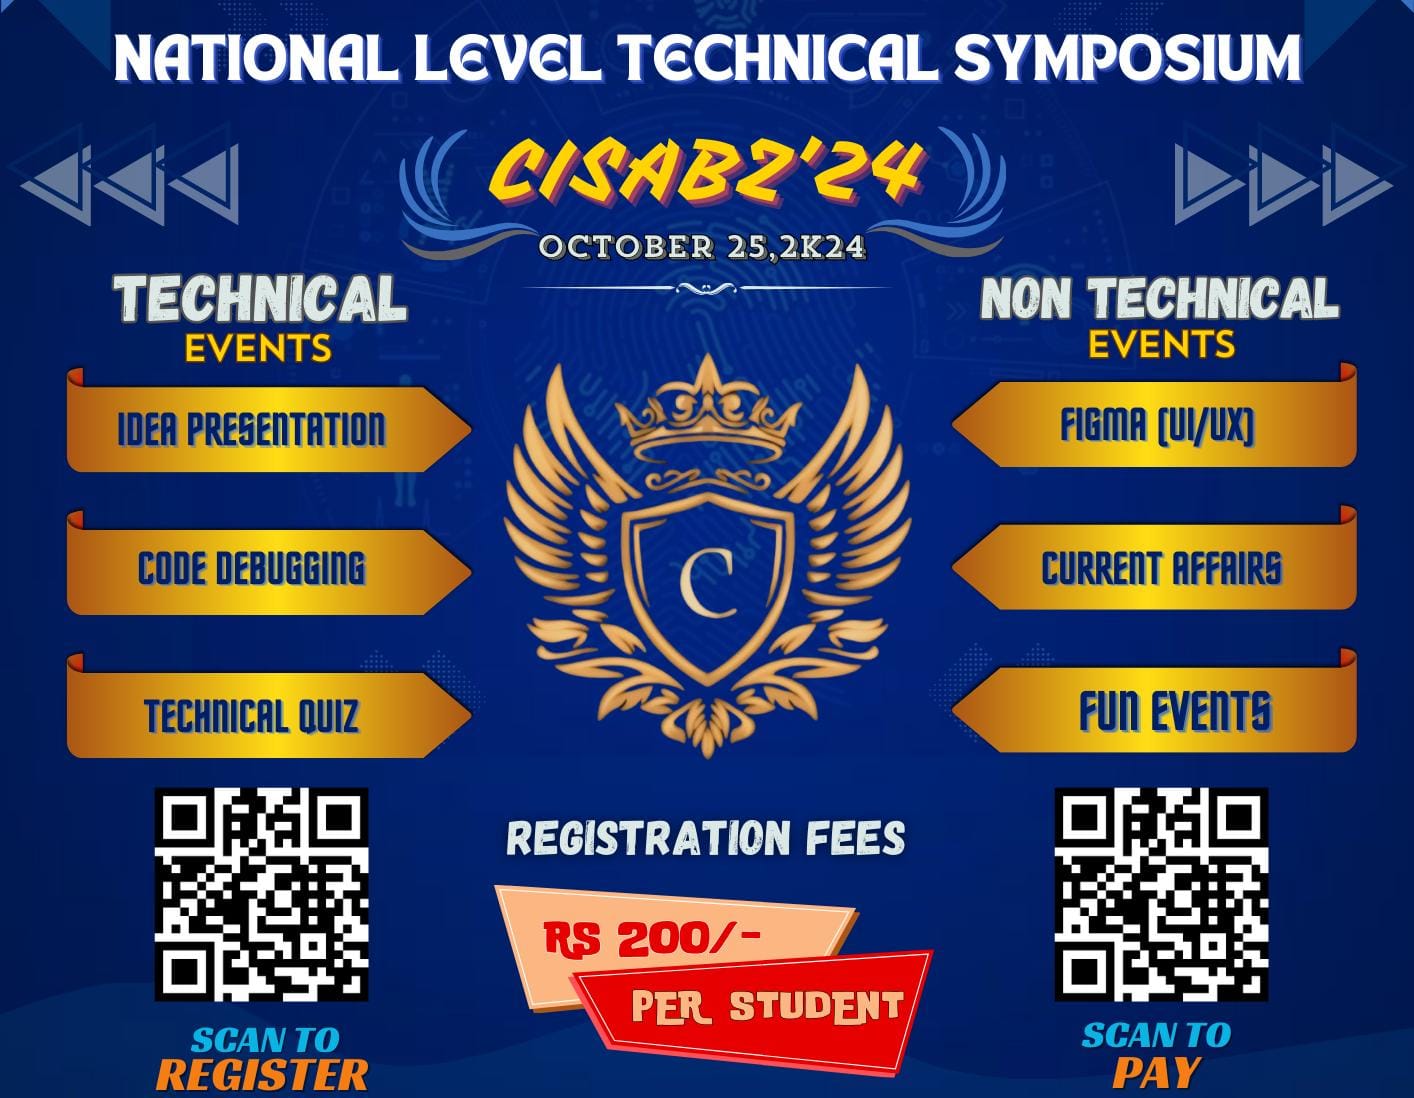 NATIONAL LEVEL TECHNICAL SYMPOSIUM
CISABZ'24
OCTOBER 25,2K24
TECHNICAL
EVENTS
IDEA PRESENTATION
CODE DEBUGGING
TECHNICAL QUIZ
NON TECHNICAL
EVENTS
FIGMA (UI/UX)
CURRENT AFFAIRS
FUN EVENTS
C
REGISTRATION FEES
RS 200/-
PER STUDENT
SCAN TO
REGISTER
SCAN TO
PAY